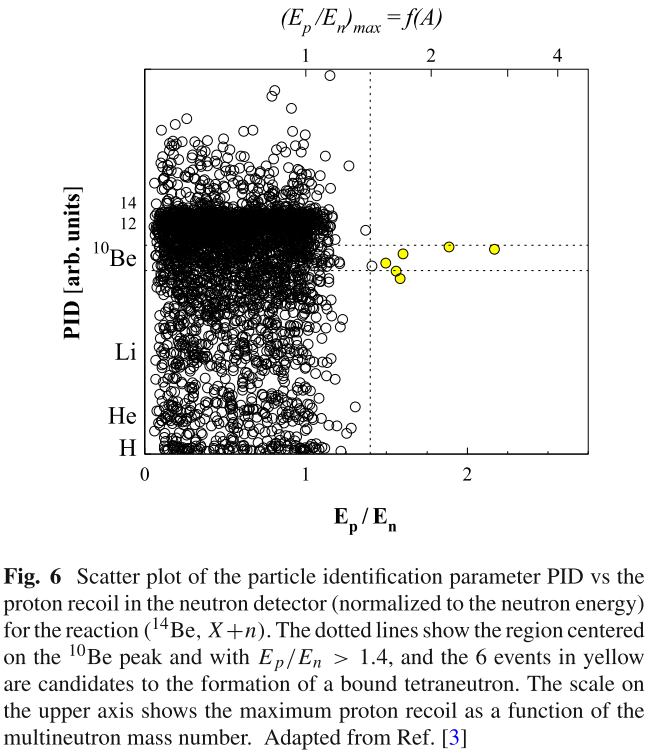 (Ep/En)max = f(A)
1 2 4
PID [arb. units]
14
12
10Be
Li
He
H
0 1 2
Ep / En
Fig. 6 Scatter plot of the particle identification parameter PID vs the
proton recoil in the neutron detector (normalized to the neutron energy)
for the reaction (14Be, X+n). The dotted lines show the region centered
on the 10Be peak and with Ep/En > 1.4, and the 6 events in yellow
are candidates to the formation of a bound tetraneutron. The scale on
the upper axis shows the maximum proton recoil as a function of the
multineutron mass number. Adapted from Ref. [3]